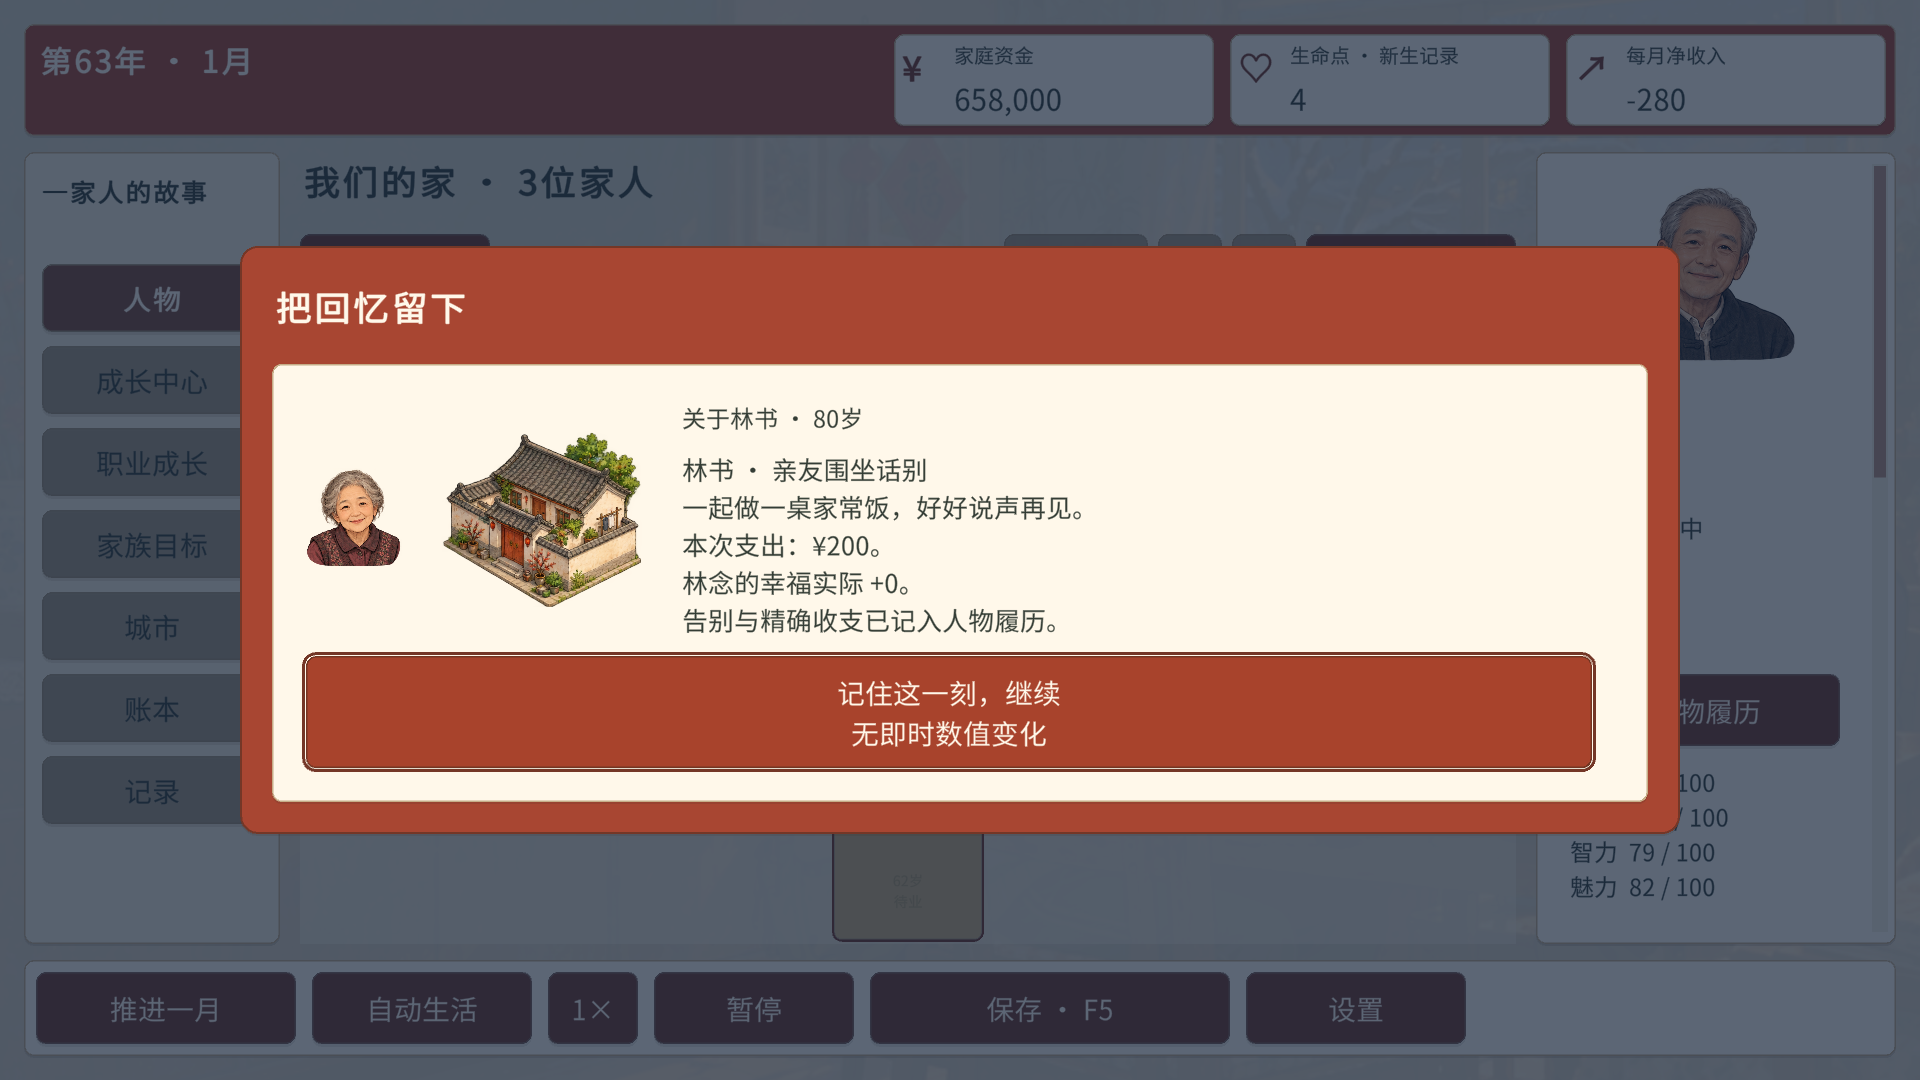 第63年 · 1月
¥
家庭资金
658,000
生命点 · 新生记录
4
每月净收入
-280
一家人的故事
我们的家 · 3位家人
人物
成长中心
职业成长
家族目标
城市
账本
记录
把回忆留下
关于林书 · 80岁
林书 · 亲友围坐话别
一起做一桌家常饭，好好说声再见。
本次支出：¥200。
林念的幸福实际 +0。
告别与精确收支已记入人物履历。
记住这一刻，继续
无即时数值变化
中
物履历
100
/ 100
智力 79 / 100
魅力 82 / 100
62岁
待业
推进一月
自动生活
1×
暂停
保存 · F5
设置